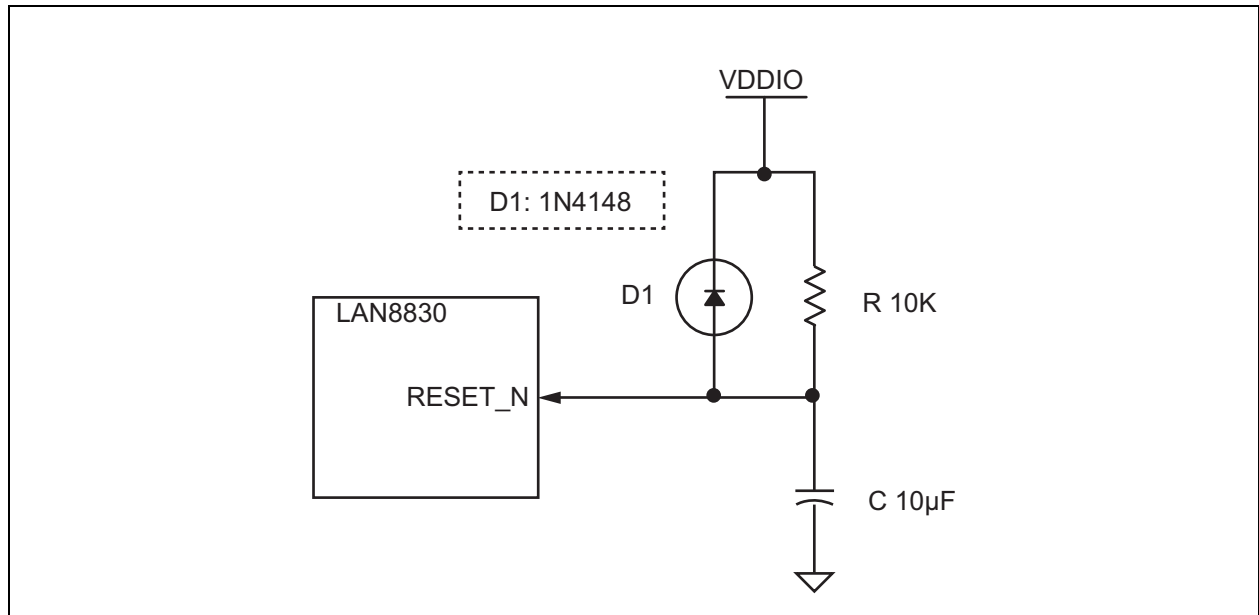 VDDIO
D1: 1N4148
D1
R 10K
LAN8830
RESET_N
C 10µF